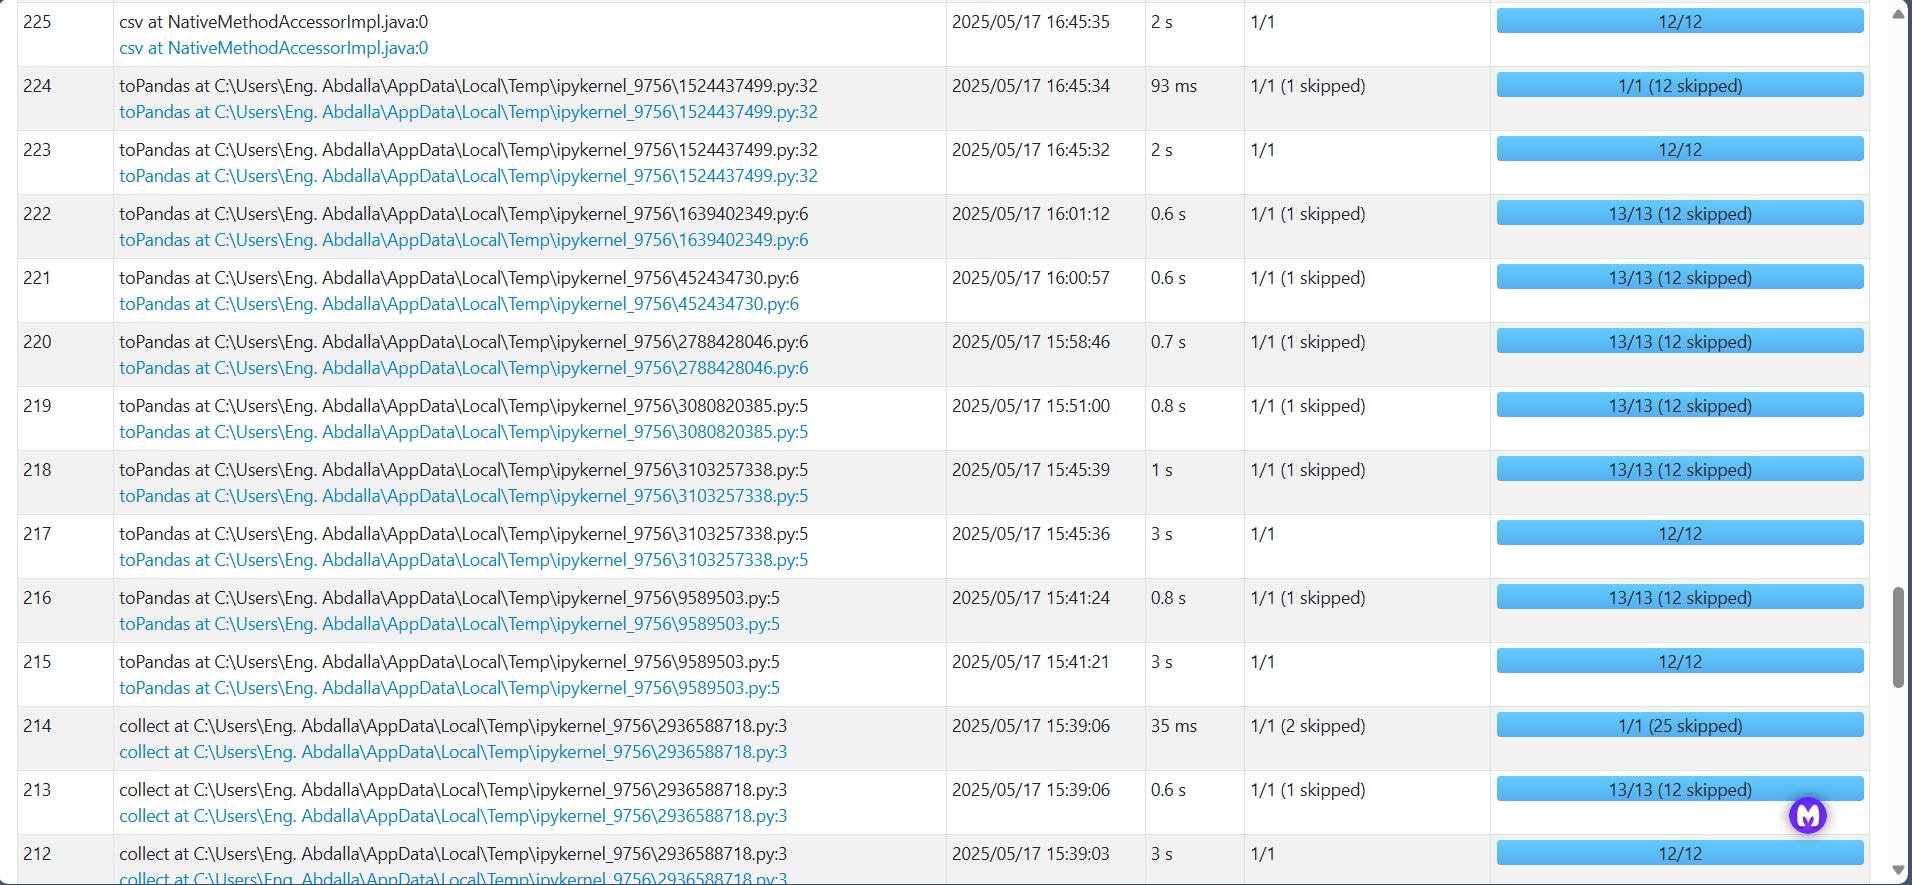 225 csv at NativeMethodAccessorImpl.java:0 2025/05/17 16:45:35 2 s 1/1 12/12
csv at NativeMethodAccessorImpl.java:0
224 toPandas at C:\Users\Eng. Abdalla\AppData\Local\Temp\ipykernel_9756\1524437499.py:32 2025/05/17 16:45:34 93 ms 1/1 (1 skipped) 1/1 (12 skipped)
toPandas at C:\Users\Eng. Abdalla\AppData\Local\Temp\ipykernel_9756\1524437499.py:32
223 toPandas at C:\Users\Eng. Abdalla\AppData\Local\Temp\ipykernel_9756\1524437499.py:32 2025/05/17 16:45:32 2 s 1/1 12/12
toPandas at C:\Users\Eng. Abdalla\AppData\Local\Temp\ipykernel_9756\1524437499.py:32
222 toPandas at C:\Users\Eng. Abdalla\AppData\Local\Temp\ipykernel_9756\1639402349.py:6 2025/05/17 16:01:12 0.6 s 1/1 (1 skipped) 13/13 (12 skipped)
toPandas at C:\Users\Eng. Abdalla\AppData\Local\Temp\ipykernel_9756\1639402349.py:6
221 toPandas at C:\Users\Eng. Abdalla\AppData\Local\Temp\ipykernel_9756\452434730.py:6 2025/05/17 16:00:57 0.6 s 1/1 (1 skipped) 13/13 (12 skipped)
toPandas at C:\Users\Eng. Abdalla\AppData\Local\Temp\ipykernel_9756\452434730.py:6
220 toPandas at C:\Users\Eng. Abdalla\AppData\Local\Temp\ipykernel_9756\2788428046.py:6 2025/05/17 15:58:46 0.7 s 1/1 (1 skipped) 13/13 (12 skipped)
toPandas at C:\Users\Eng. Abdalla\AppData\Local\Temp\ipykernel_9756\2788428046.py:6
219 toPandas at C:\Users\Eng. Abdalla\AppData\Local\Temp\ipykernel_9756\3080820385.py:5 2025/05/17 15:51:00 0.8 s 1/1 (1 skipped) 13/13 (12 skipped)
toPandas at C:\Users\Eng. Abdalla\AppData\Local\Temp\ipykernel_9756\3080820385.py:5
218 toPandas at C:\Users\Eng. Abdalla\AppData\Local\Temp\ipykernel_9756\3103257338.py:5 2025/05/17 15:45:39 1 s 1/1 (1 skipped) 13/13 (12 skipped)
toPandas at C:\Users\Eng. Abdalla\AppData\Local\Temp\ipykernel_9756\3103257338.py:5
217 toPandas at C:\Users\Eng. Abdalla\AppData\Local\Temp\ipykernel_9756\3103257338.py:5 2025/05/17 15:45:36 3 s 1/1 12/12
toPandas at C:\Users\Eng. Abdalla\AppData\Local\Temp\ipykernel_9756\3103257338.py:5
216 toPandas at C:\Users\Eng. Abdalla\AppData\Local\Temp\ipykernel_9756\9589503.py:5 2025/05/17 15:41:24 0.8 s 1/1 (1 skipped) 13/13 (12 skipped)
toPandas at C:\Users\Eng. Abdalla\AppData\Local\Temp\ipykernel_9756\9589503.py:5
215 toPandas at C:\Users\Eng. Abdalla\AppData\Local\Temp\ipykernel_9756\9589503.py:5 2025/05/17 15:41:21 3 s 1/1 12/12
toPandas at C:\Users\Eng. Abdalla\AppData\Local\Temp\ipykernel_9756\9589503.py:5
214 collect at C:\Users\Eng. Abdalla\AppData\Local\Temp\ipykernel_9756\2936588718.py:3 2025/05/17 15:39:06 35 ms 1/1 (2 skipped) 1/1 (25 skipped)
collect at C:\Users\Eng. Abdalla\AppData\Local\Temp\ipykernel_9756\2936588718.py:3
213 collect at C:\Users\Eng. Abdalla\AppData\Local\Temp\ipykernel_9756\2936588718.py:3 2025/05/17 15:39:06 0.6 s 1/1 (1 skipped) 13/13 (12 skipped)
collect at C:\Users\Eng. Abdalla\AppData\Local\Temp\ipykernel_9756\2936588718.py:3
212 collect at C:\Users\Eng. Abdalla\AppData\Local\Temp\ipykernel_9756\2936588718.py:3 2025/05/17 15:39:03 3 s 1/1 12/12
collect at C:\Users\Eng. Abdalla\AppData\Local\Temp\ipykernel_9756\2936588718.py:3